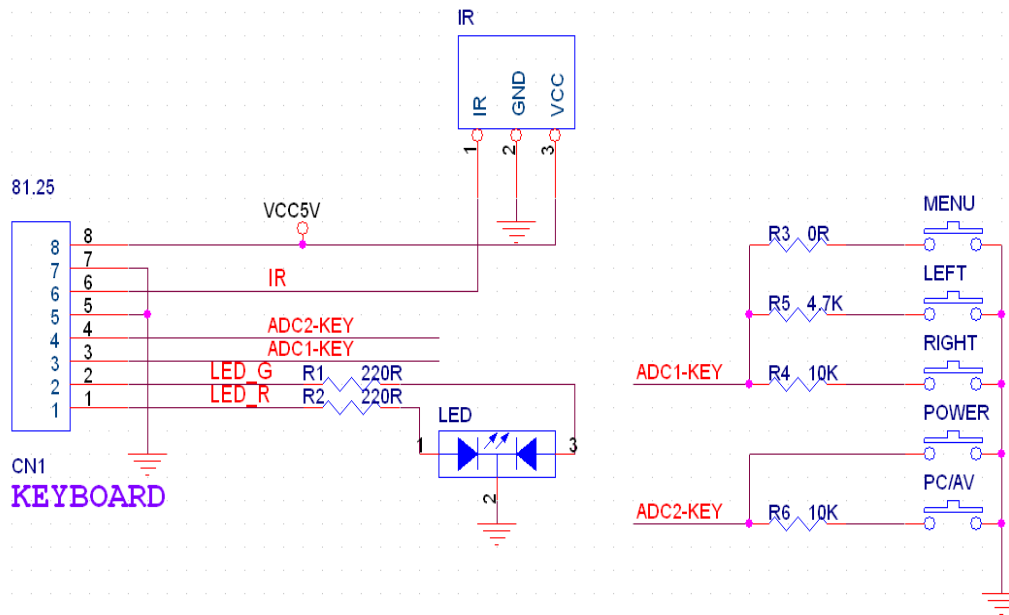 IR
IR
GND
VCC
1
2
3
81.25
VCC5V
8
8
7
7
6
6
IR
5
5
4
4
ADC2-KEY
3
3
ADC1-KEY
2
2
LED_G
R1 220R
1
1
LED_R
R2 220R
LED
1
3
2
CN1
KEYBOARD
MENU
R3 0R
LEFT
R5 4.7K
RIGHT
ADC1-KEY
R4 10K
POWER
PC/AV
ADC2-KEY
R6 10K